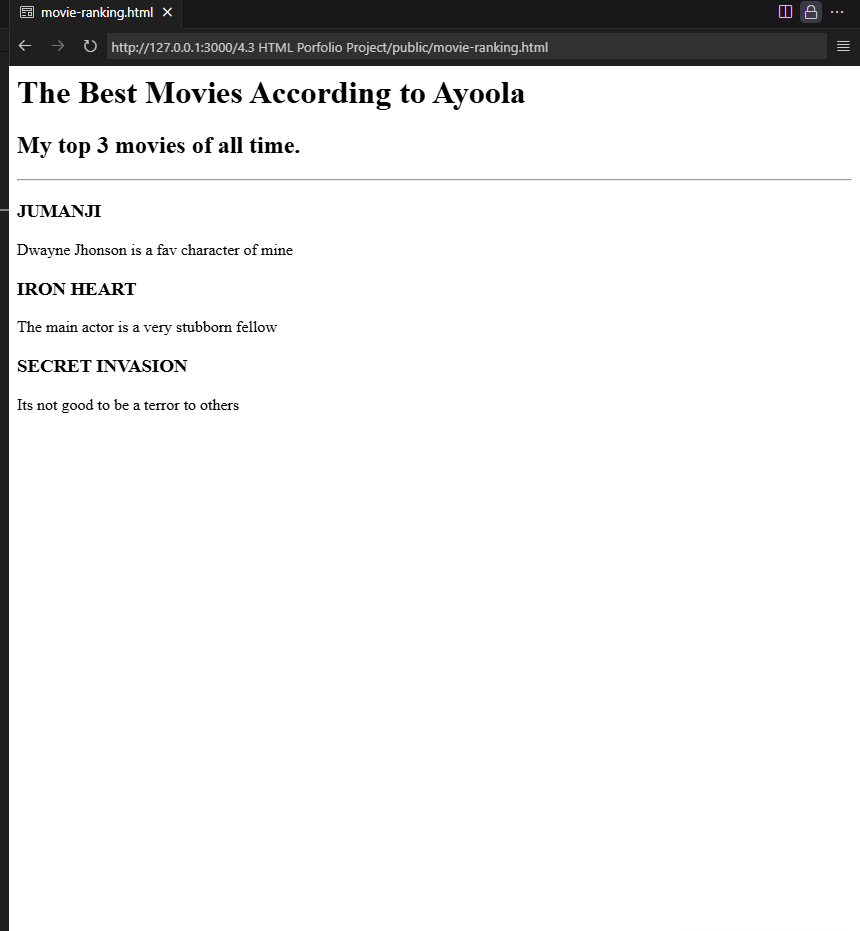 movie-ranking.html
http://127.0.0.1:3000/4.3 HTML Porfolio Project/public/movie-ranking.html
The Best Movies According to Ayoola
My top 3 movies of all time.
JUMANJI
Dwayne Jhonson is a fav character of mine
IRON HEART
The main actor is a very stubborn fellow
SECRET INVASION
Its not good to be a terror to others